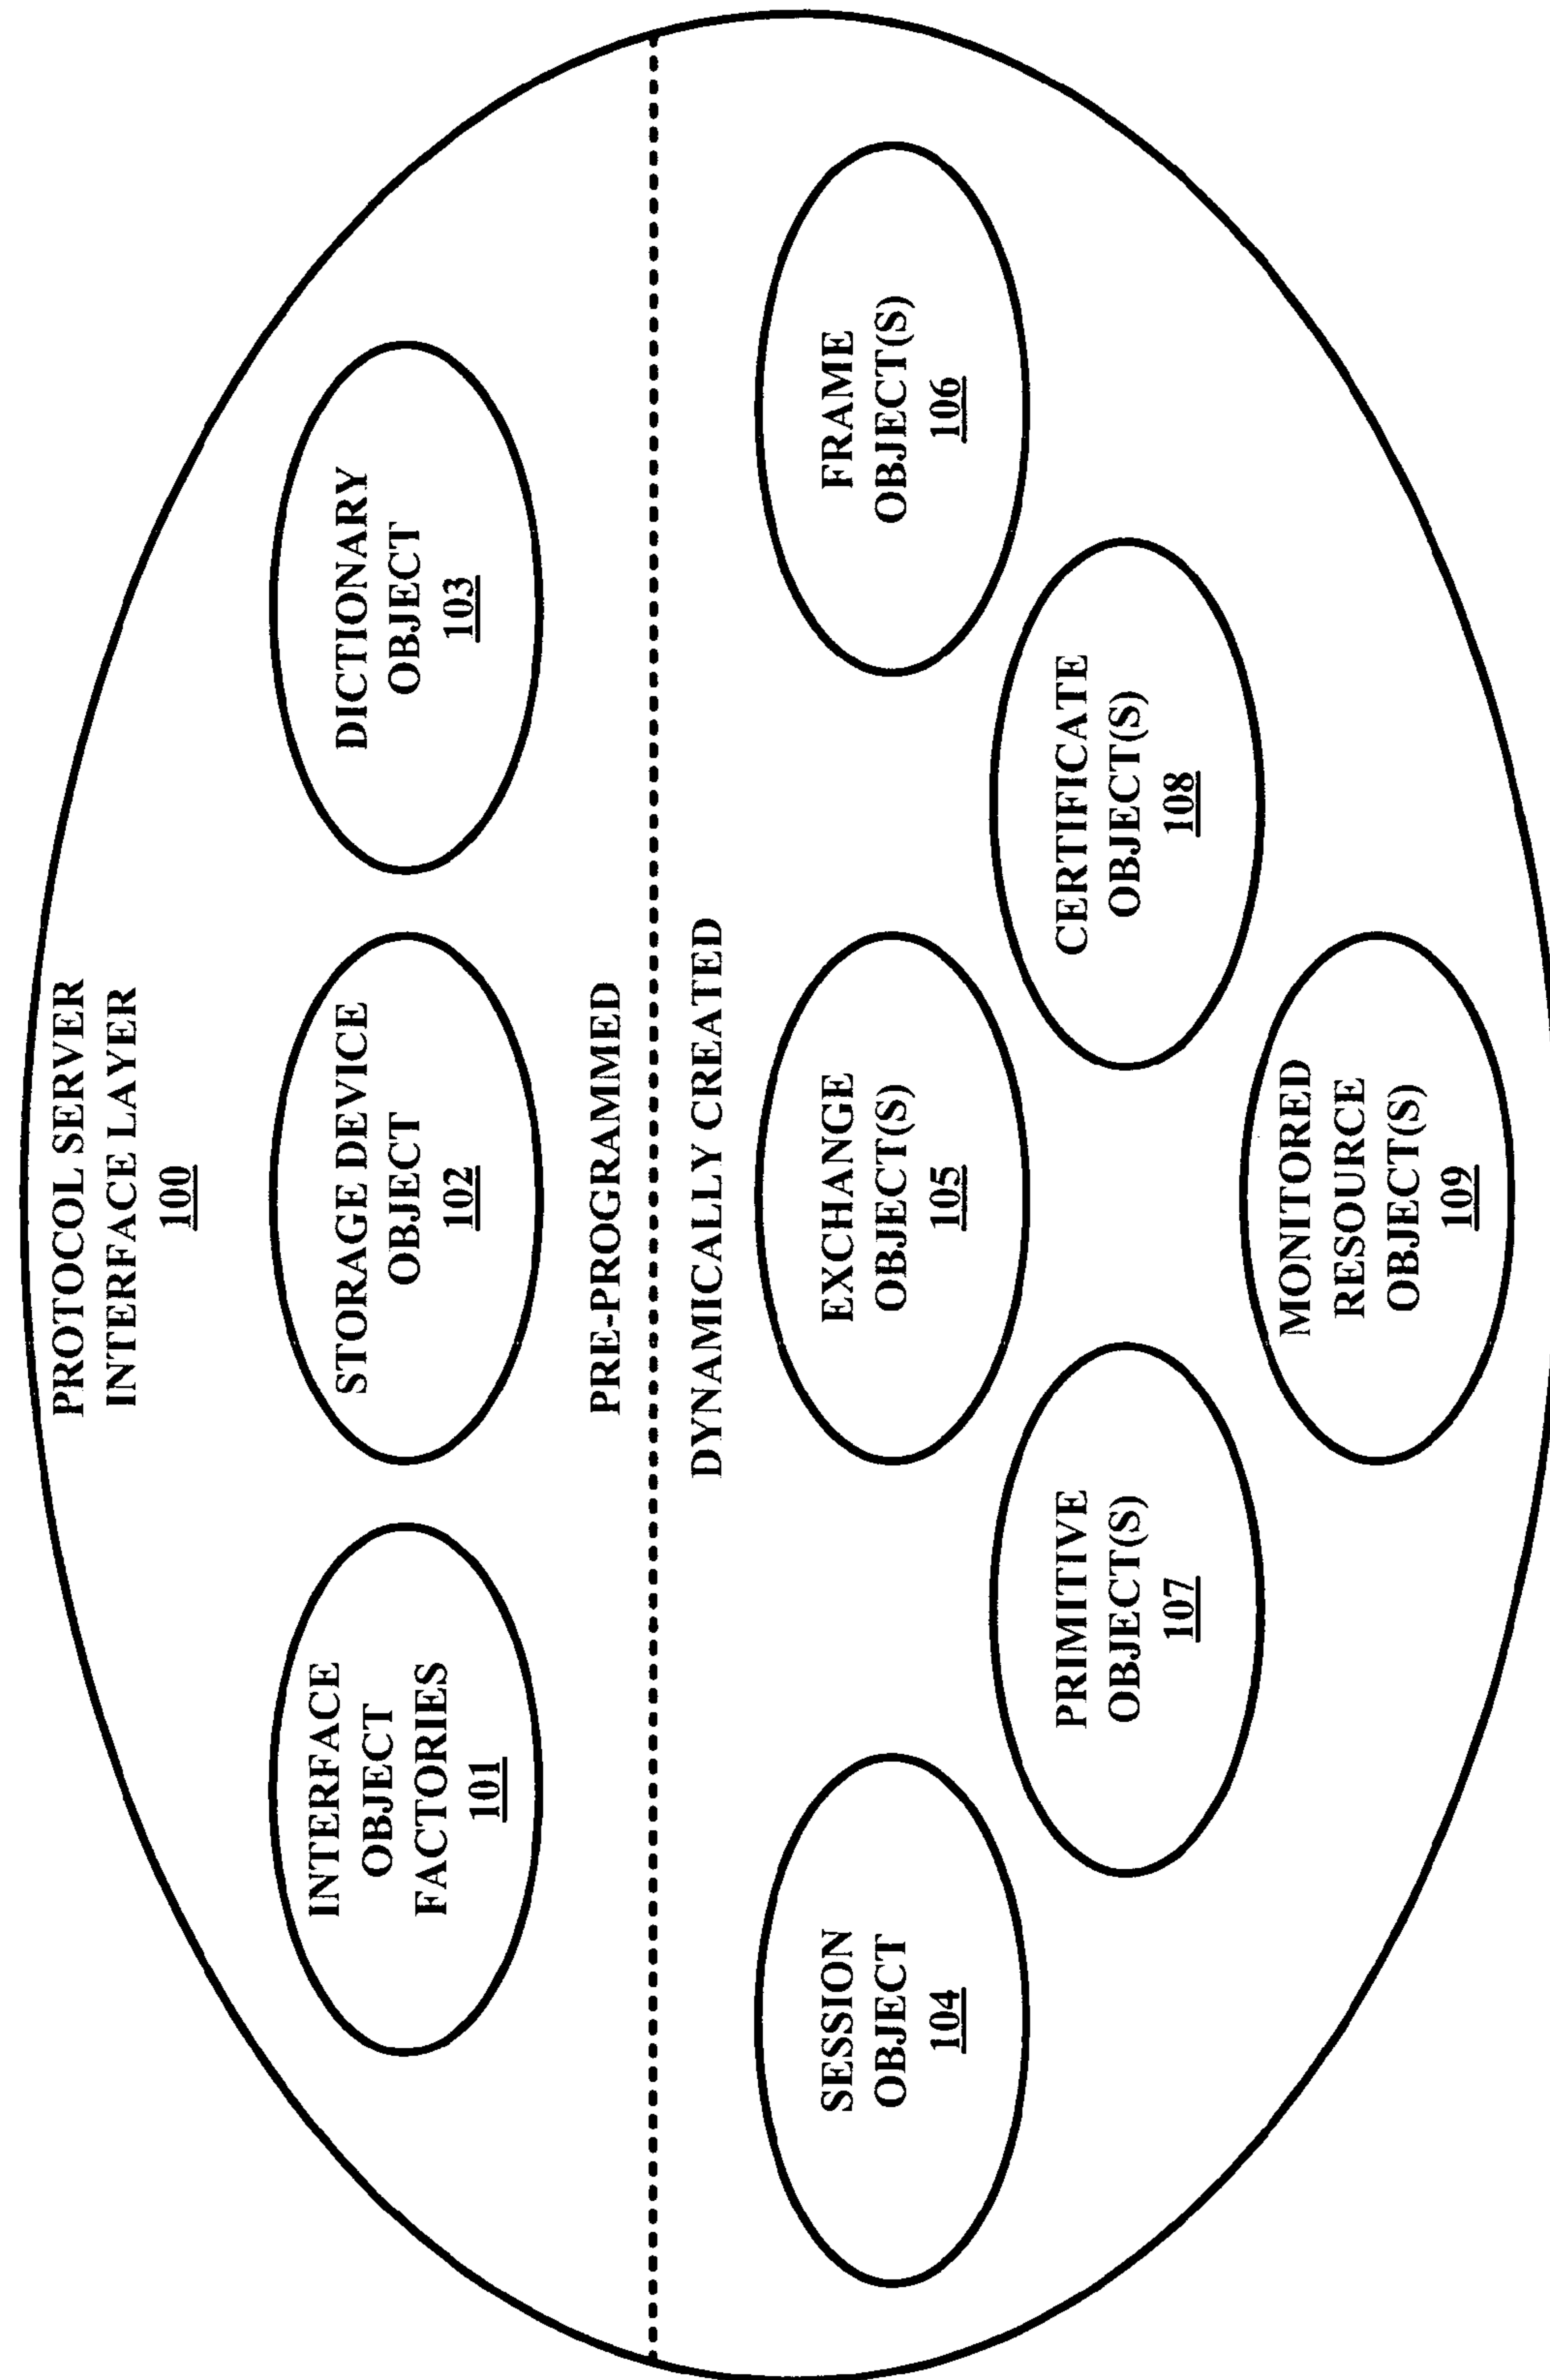 PROTOCOL SERVER
INTERFACE LAYER
100
INTERFACE
OBJECT
FACTORIES
101
STORAGE DEVICE
OBJECT
102
DICTIONARY
OBJECT
103
PRE-PROGRAMMED
DYNAMICALLY CREATED
SESSION
OBJECT
104
EXCHANGE
OBJECT(S)
105
FRAME
OBJECT(S)
106
PRIMITIVE
OBJECT(S)
107
CERTIFICATE
OBJECT(S)
108
MONITORED
RESOURCE
OBJECT(S)
109